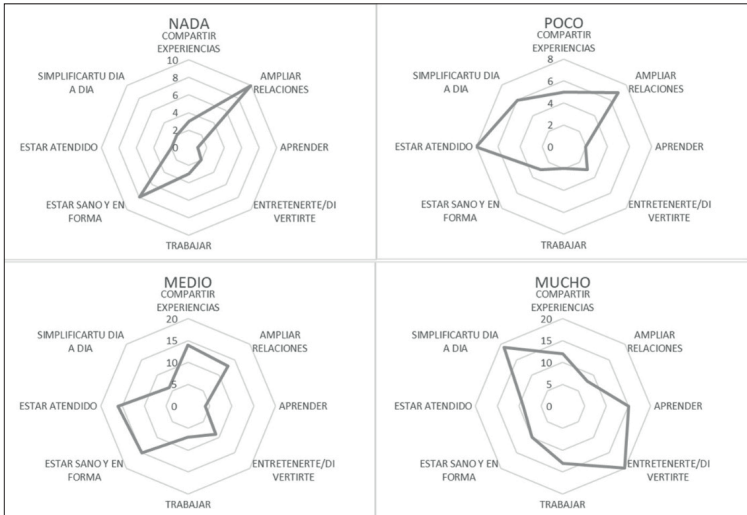 NADA
COMPARTIR
EXPERIENCIAS
10
8
6
4
2
0
SIMPLIFICARTU DIA
A DIA
AMPLIAR
RELACIONES
ESTAR ATENDIDO
APRENDER
ESTAR SANO Y EN
FORMA
ENTRETENERTE/DI
VERTIRTE
TRABAJAR
POCO
COMPARTIR
EXPERIENCIAS
8
6
4
2
0
SIMPLIFICARTU DIA
A DIA
AMPLIAR
RELACIONES
ESTAR ATENDIDO
APRENDER
ESTAR SANO Y EN
FORMA
ENTRETENERTE/DI
VERTIRTE
TRABAJAR
MEDIO
COMPARTIR
EXPERIENCIAS
20
15
10
5
0
SIMPLIFICARTU DIA
A DIA
AMPLIAR
RELACIONES
ESTAR ATENDIDO
APRENDER
ESTAR SANO Y EN
FORMA
ENTRETENERTE/DI
VERTIRTE
TRABAJAR
MUCHO
COMPARTIR
EXPERIENCIAS
20
15
10
5
0
SIMPLIFICARTU DIA
A DIA
AMPLIAR
RELACIONES
ESTAR ATENDIDO
APRENDER
ESTAR SANO Y EN
FORMA
ENTRETENERTE/DI
VERTIRTE
TRABAJAR